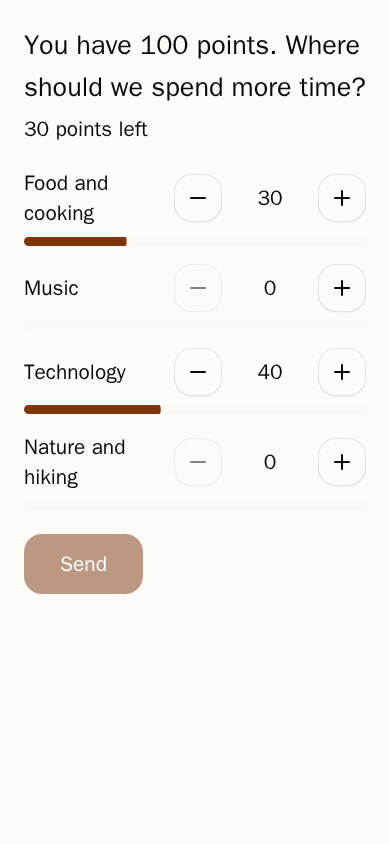 You have 100 points. Where
should we spend more time?
30 points left
Food and
cooking
− 30 +
Music
− 0 +
Technology
− 40 +
Nature and
hiking
− 0 +
Send